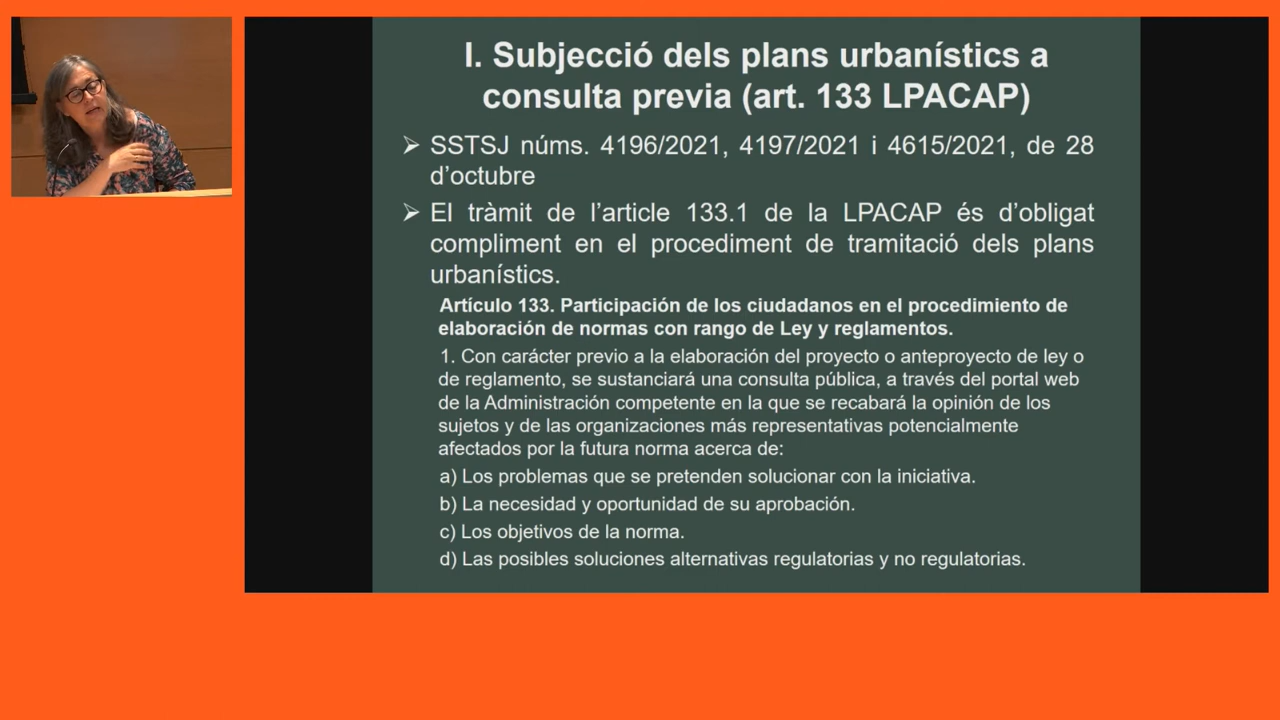 I. Subjecció dels plans urbanístics a
consulta previa (art. 133 LPACAP)
➢ SSTSJ núms. 4196/2021, 4197/2021 i 4615/2021, de 28
d’octubre
➢ El tràmit de l’article 133.1 de la LPACAP és d’obligat
compliment en el procediment de tramitació dels plans
urbanístics.
Artículo 133. Participación de los ciudadanos en el procedimiento de
elaboración de normas con rango de Ley y reglamentos.
1. Con carácter previo a la elaboración del proyecto o anteproyecto de ley o
de reglamento, se sustanciará una consulta pública, a través del portal web
de la Administración competente en la que se recabará la opinión de los
sujetos y de las organizaciones más representativas potencialmente
afectados por la futura norma acerca de:
a) Los problemas que se pretenden solucionar con la iniciativa.
b) La necesidad y oportunidad de su aprobación.
c) Los objetivos de la norma.
d) Las posibles soluciones alternativas regulatorias y no regulatorias.